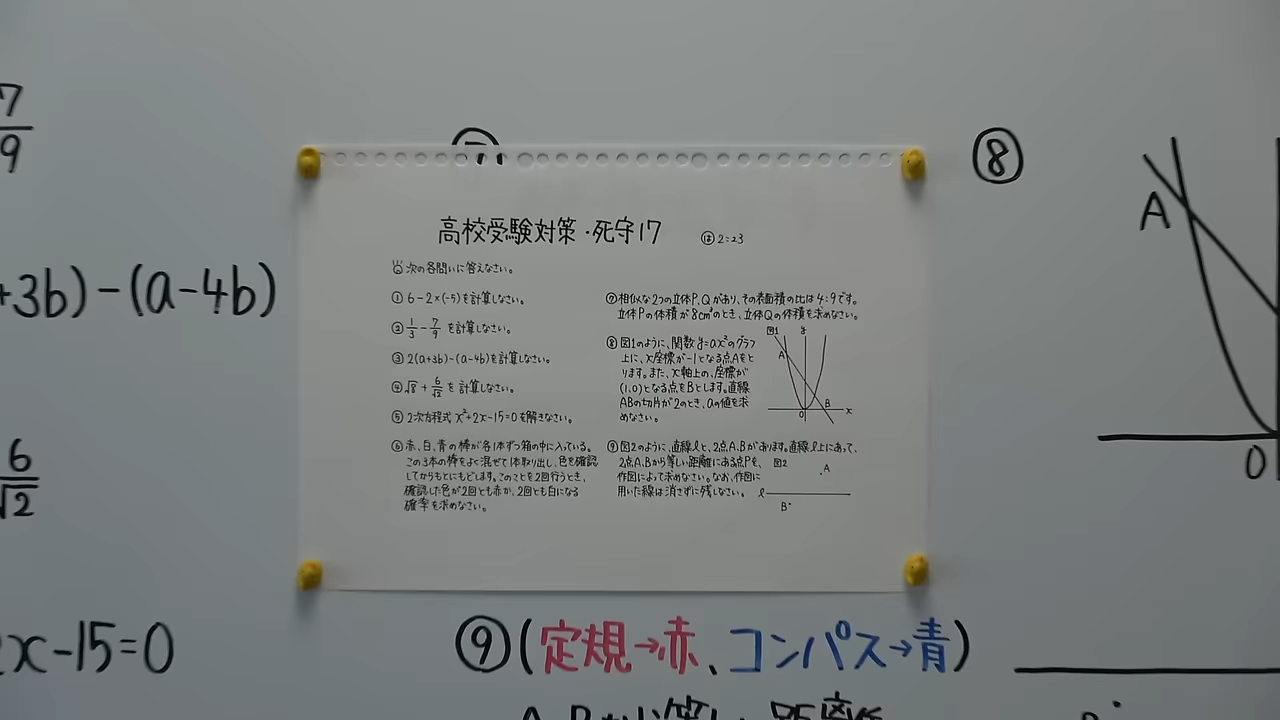 7/9
+3b)-(a-4b)
6/√2
x-15=0
⑦
高校受験対策・死守17
㋩2:23
次の各問いに答えなさい。
① 6-2×(-5)を計算しなさい。
② 1/3 - 7/9 を計算しなさい。
③ 2(a+3b)-(a-4b)を計算しなさい。
④ √8 + 6/√2 を計算しなさい。
⑤ 2次方程式 x²+2x-15=0を解きなさい。
⑥ 赤、白、青の棒が各1本ずつ箱の中に入っている。
この3本の棒をよく混ぜて1本取り出し、色を確認
してからもとにもどします。このことを2回行うとき、
確認した色が2回とも赤か、2回とも白になる
確率を求めなさい。
⑦相似な2つの立体P,Qがあり、その表面積の比は4:9です。
立体Pの体積が8cm³のとき、立体Qの体積を求めなさい。
⑧図1のように、関数y=ax²のグラフ
上に、x座標が-1となる点Aをと
ります。また、x軸上の、座標が
(1,0)となる点をBとします。直線
ABの切片が2のとき、aの値を求
めなさい。
図1
y
A
B
O
x
⑨図2のように、直線ℓと、2点A,Bがあります。直線ℓ上にあって、
2点A,Bから等しい距離にある点Pを、
作図によって求めなさい。なお、作図に
用いた線は消さずに残しなさい。
図2
A
ℓ
B
⑧
A
O
⑨(定規→赤、コンパス→青)